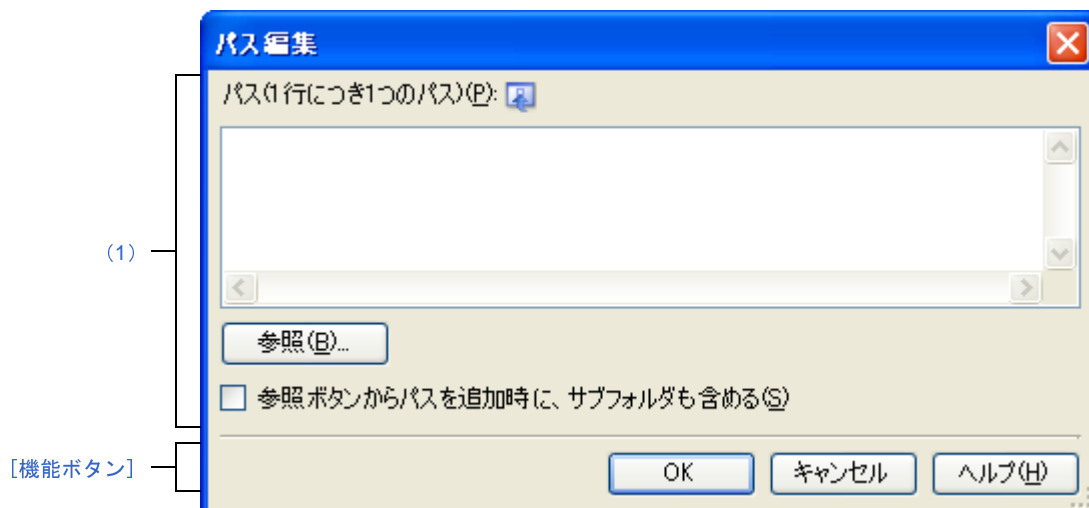 パス編集
パス(1行につき1つのパス)(P):
(1)
参照(B)...
参照ボタンからパスを追加時に、サブフォルダも含める(S)
[機能ボタン]
OK
キャンセル
ヘルプ(H)